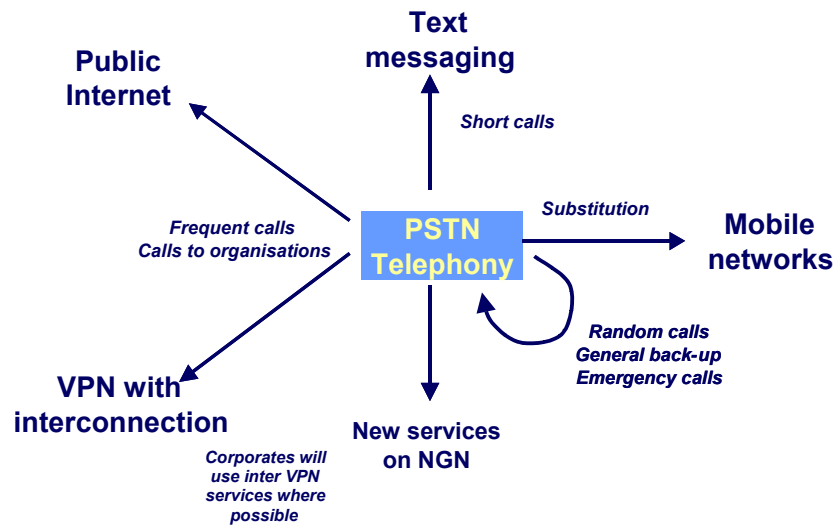 Text
messaging
Public
Internet
Short calls
Substitution
Frequent calls
Calls to organisations
PSTN
Telephony
Mobile
networks
Random calls
General back-up
Emergency calls
VPN with
interconnection
New services
on NGN
Corporates will
use inter VPN
services where
possible